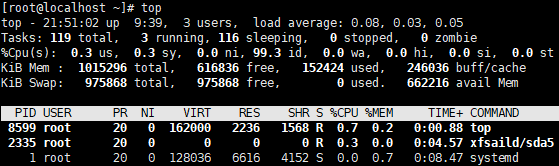 [root@localhost ~]# top
top - 21:51:02 up  9:39,  3 users,  load average: 0.08, 0.03, 0.05
Tasks: 119 total,   3 running, 116 sleeping,   0 stopped,   0 zombie
%Cpu(s):  0.3 us,  0.3 sy,  0.0 ni, 99.3 id,  0.0 wa,  0.0 hi,  0.0 si,  0.0 st
KiB Mem :  1015296 total,   616836 free,   152424 used,   246036 buff/cache
KiB Swap:   975868 total,   975868 free,        0 used.   662216 avail Mem
PID USER      PR  NI    VIRT    RES    SHR S %CPU %MEM     TIME+ COMMAND
8599 root      20   0  162000   2236   1568 R  0.7  0.2   0:00.88 top
2335 root      20   0       0      0      0 R  0.3  0.0   0:04.57 xfsaild/sda5
1 root      20   0  128036   6616   4152 S  0.0  0.7   0:08.47 systemd